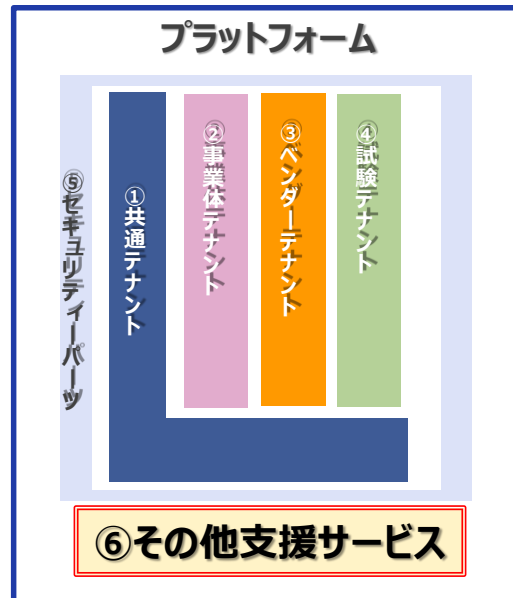 プラットフォーム
⑤セキュリティーパーツ
①共通テナント
②事業体テナント
③ベンダーテナント
④試験テナント
⑥その他支援サービス